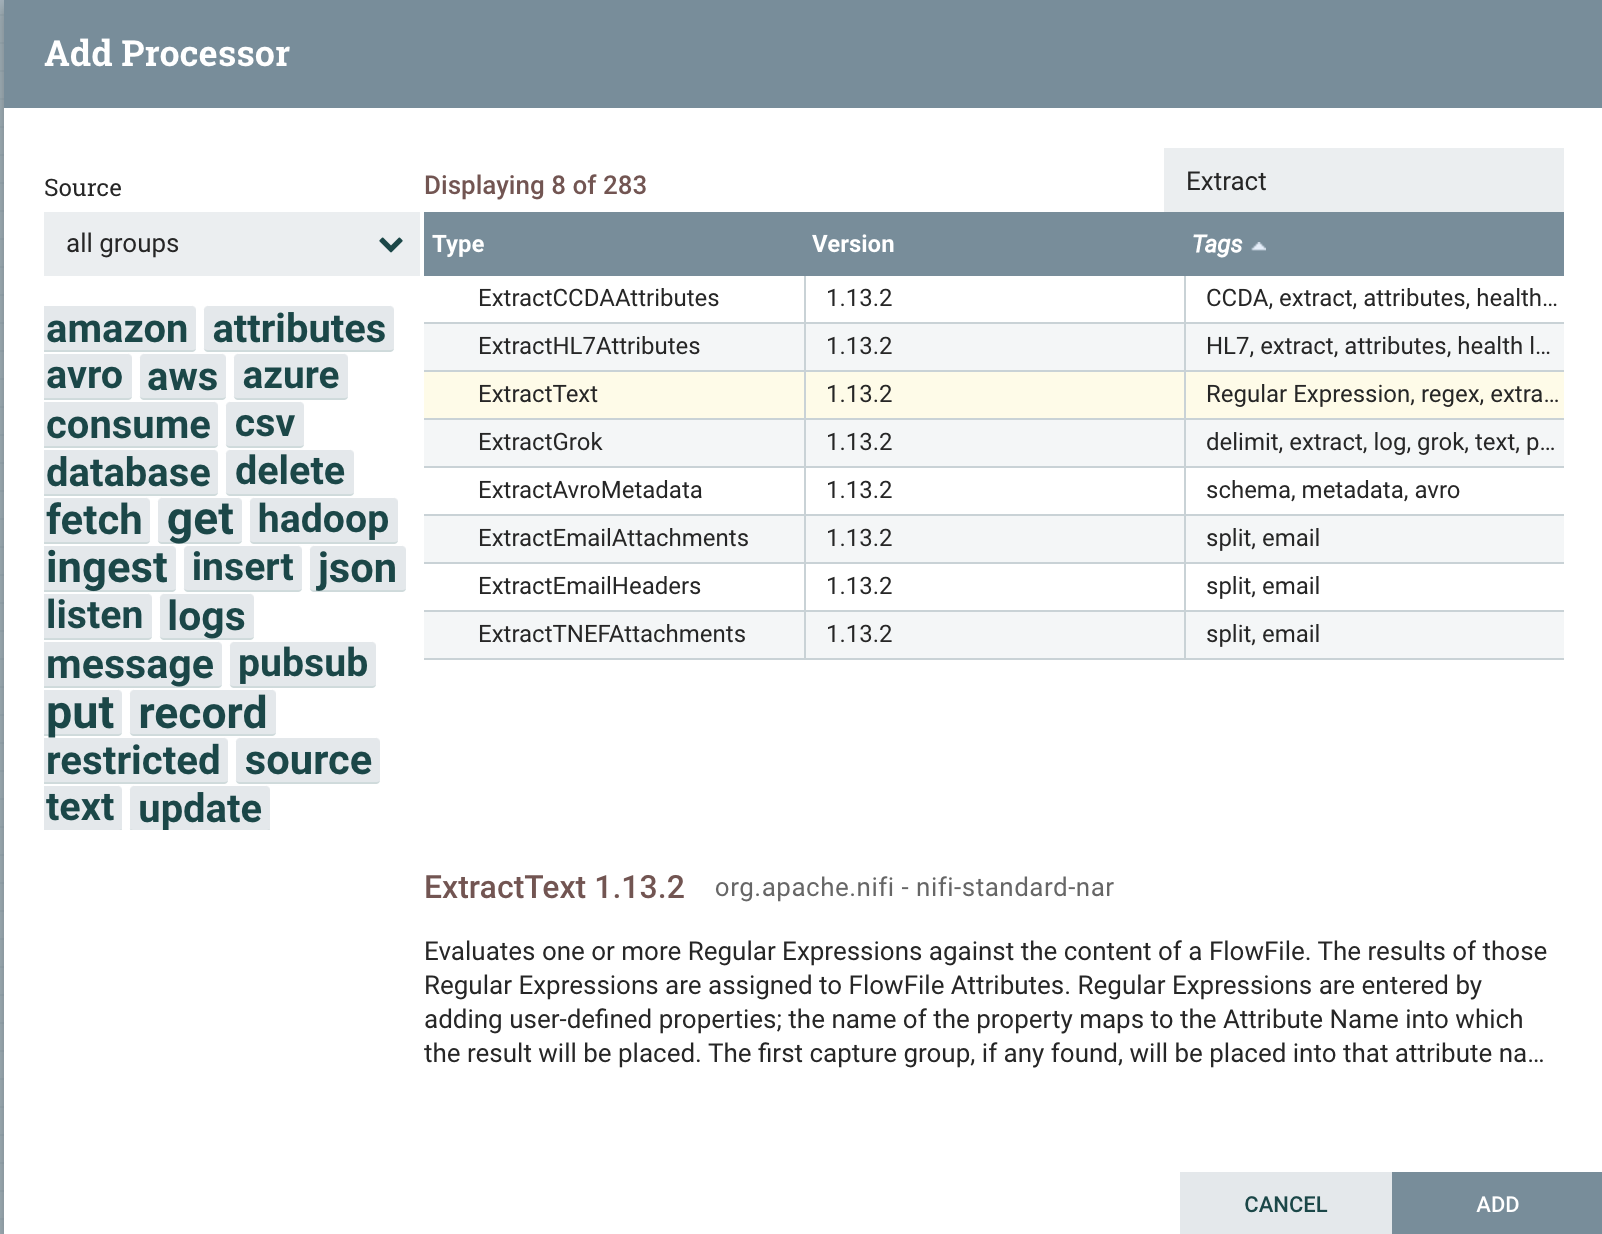 Add Processor
Source
all groups
amazon attributes
avro aws azure
consume csv
database delete
fetch get hadoop
ingest insert json
listen logs
message pubsub
put record
restricted source
text update
Displaying 8 of 283
Extract
Type Version Tags
ExtractCCDAAttributes 1.13.2 CCDA, extract, attributes, health...
ExtractHL7Attributes 1.13.2 HL7, extract, attributes, health l...
ExtractText 1.13.2 Regular Expression, regex, extra...
ExtractGrok 1.13.2 delimit, extract, log, grok, text, p...
ExtractAvroMetadata 1.13.2 schema, metadata, avro
ExtractEmailAttachments 1.13.2 split, email
ExtractEmailHeaders 1.13.2 split, email
ExtractTNEFAttachments 1.13.2 split, email
ExtractText 1.13.2 org.apache.nifi - nifi-standard-nar
Evaluates one or more Regular Expressions against the content of a FlowFile. The results of those
Regular Expressions are assigned to FlowFile Attributes. Regular Expressions are entered by
adding user-defined properties; the name of the property maps to the Attribute Name into which
the result will be placed. The first capture group, if any found, will be placed into that attribute na...
CANCEL ADD